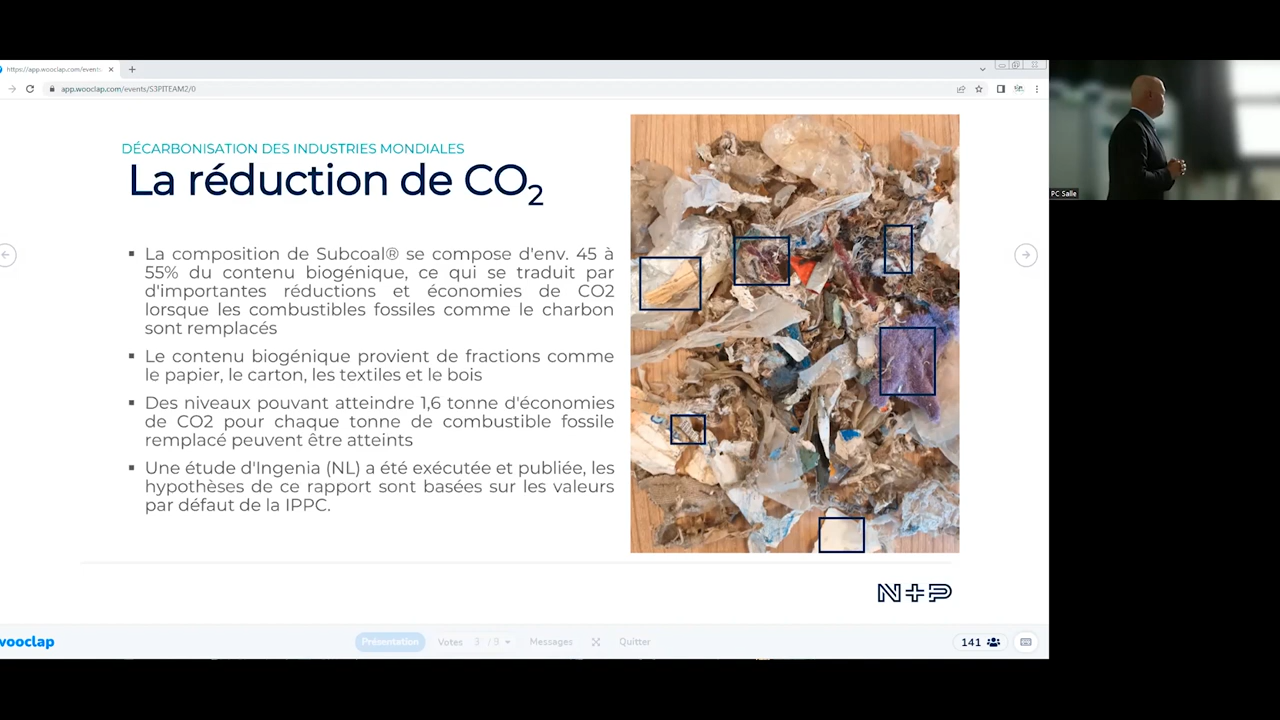 https://app.wooclap.com/events
app.wooclap.com/events/S3PITEAM2/0
PC Salle
DÉCARBONISATION DES INDUSTRIES MONDIALES
La réduction de CO2
▪ La composition de Subcoal® se compose d'env. 45 à
55% du contenu biogénique, ce qui se traduit par
d'importantes réductions et économies de CO2
lorsque les combustibles fossiles comme le charbon
sont remplacés
▪ Le contenu biogénique provient de fractions comme
le papier, le carton, les textiles et le bois
▪ Des niveaux pouvant atteindre 1,6 tonne d'économies
de CO2 pour chaque tonne de combustible fossile
remplacé peuvent être atteints
▪ Une étude d'Ingenia (NL) a été exécutée et publiée, les
hypothèses de ce rapport sont basées sur les valeurs
par défaut de la IPPC.
N+P
wooclap
Présentation
Votes 3 / 9
Messages
Quitter
141